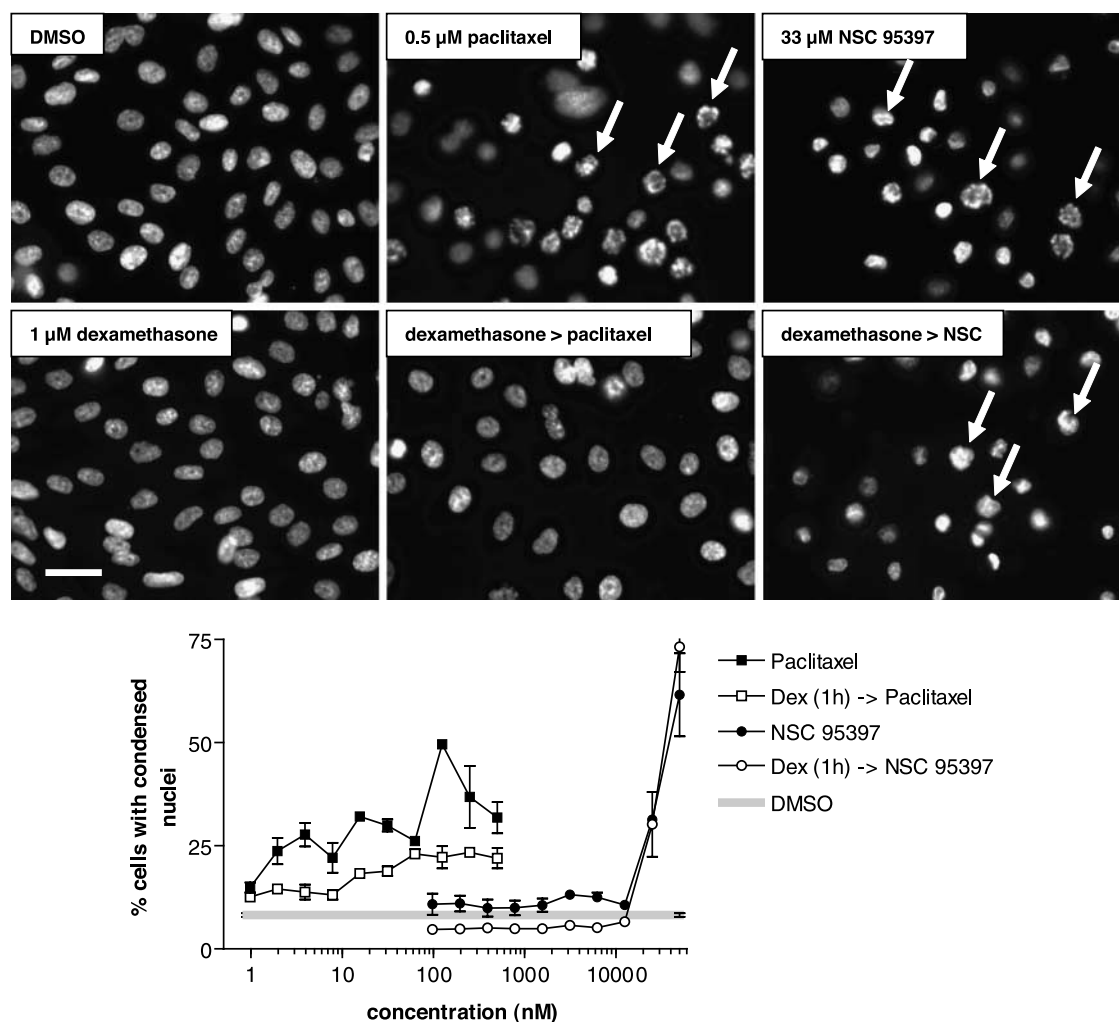 DMSO
0.5 µM paclitaxel
33 µM NSC 95397
1 µM dexamethasone
dexamethasone > paclitaxel
dexamethasone > NSC
75
50
25
0
% cells with condensed
nuclei
1
10
100
1000
10000
concentration (nM)
Paclitaxel
Dex (1h) -> Paclitaxel
NSC 95397
Dex (1h) -> NSC 95397
DMSO